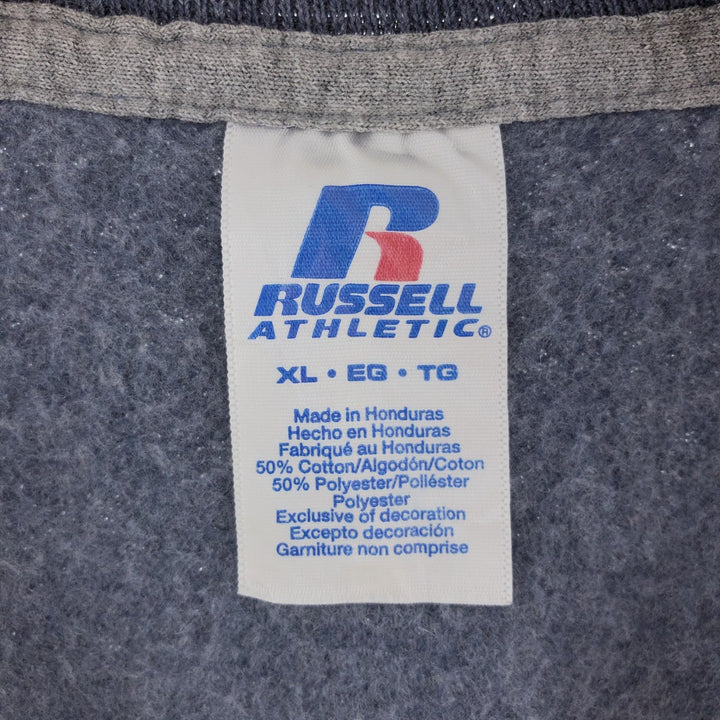 R
RUSSELL
ATHLETIC®
XL • EG • TG
Made in Honduras
Hecho en Honduras
Fabriqué au Honduras
50% Cotton/Algodón/Coton
50% Polyester/Poliéster
Polyester
Exclusive of decoration
Excepto decoración
Garniture non comprise